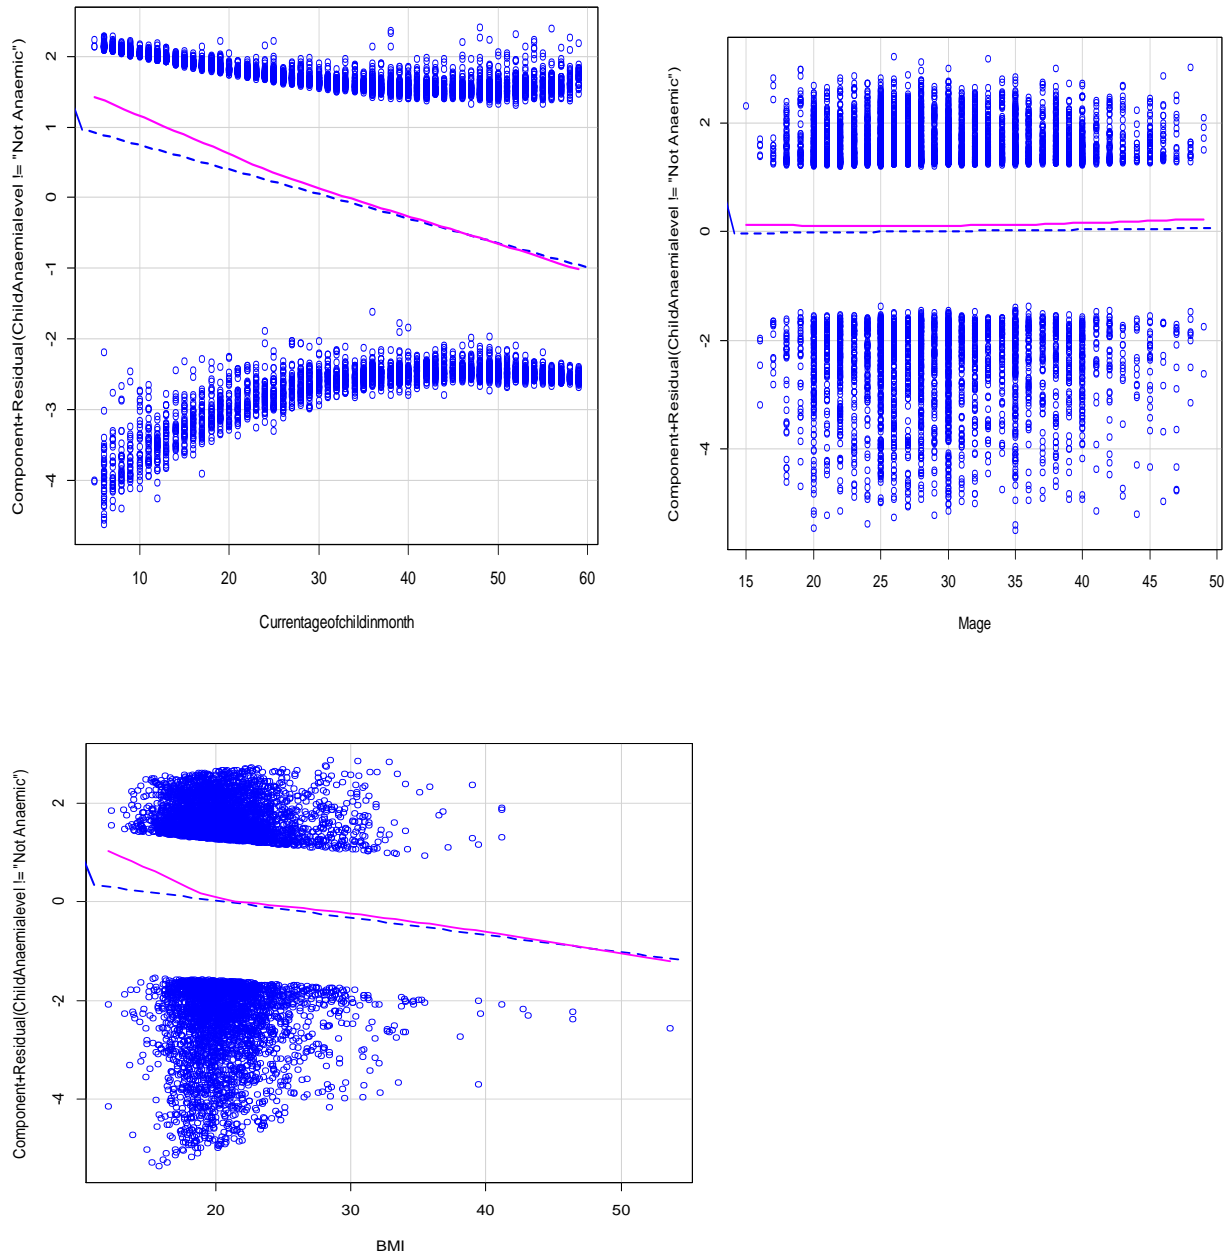 Component+Residual(ChildAnaemialevel != "Not Anaemic")
2
1
0
-1
-2
-3
-4
10 20 30 40 50 60
Currentageofchildinmonth
Component+Residual(ChildAnaemialevel != "Not Anaemic")
2
0
-2
-4
15 20 25 30 35 40 45 50
Mage
Component+Residual(ChildAnaemialevel != "Not Anaemic")
2
0
-2
-4
20 30 40 50
BMI